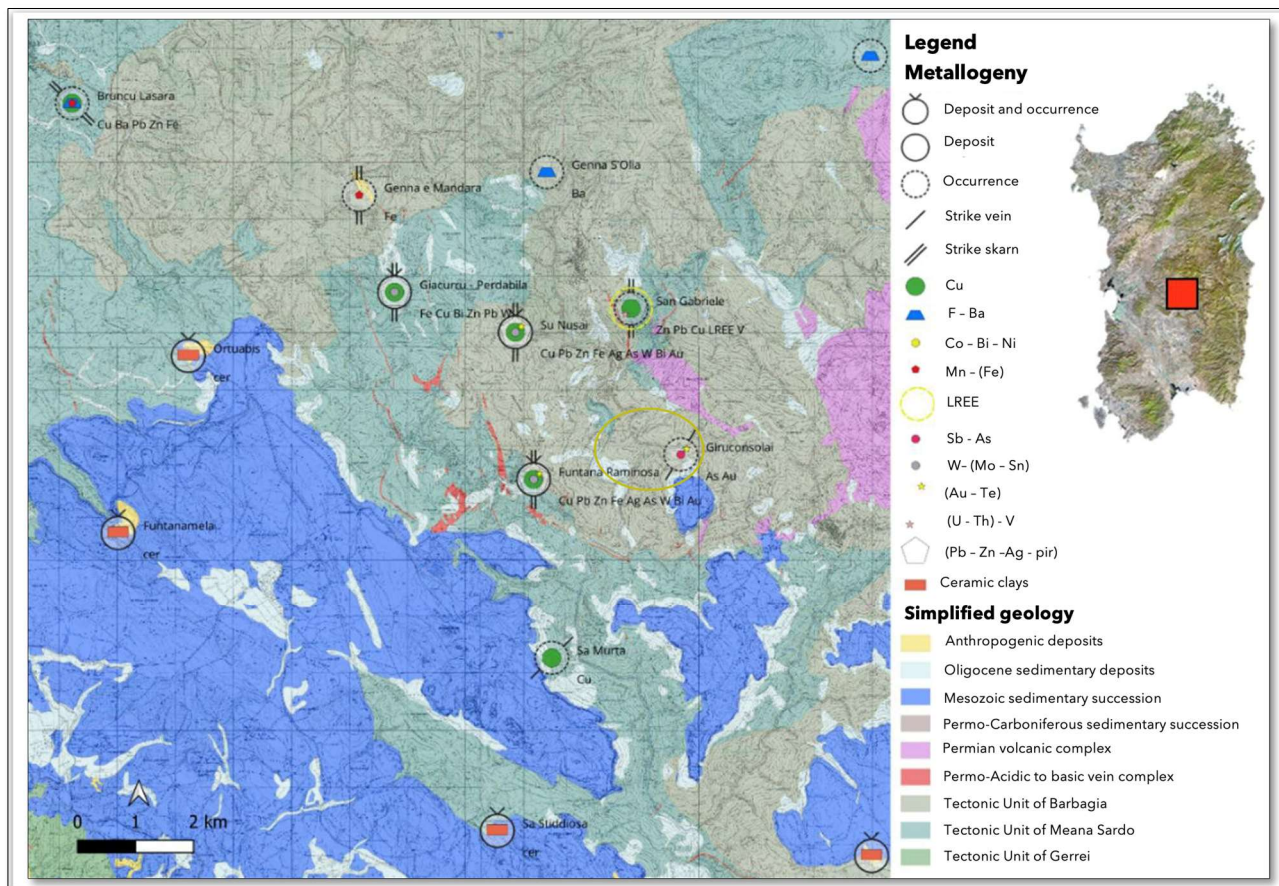 Bruncu Lasara
Cu Ba Pb Zn Fe
Genna S'Olia
Ba
Genna e Mandara
Fe
Giacurcu - Perdabila
Fe Cu Bi Zn Pb W
San Gabriele
Zn Pb Cu LREE V
Su Nusai
Cu Pb Zn Fe Ag As W Bi Au
Ortuabis
cer
Giruconsolai
As Au
Funtana Raminosa
Cu Pb Zn Fe Ag As W Bi Au
Funtanamela
cer
Sa Murta
Cu
Sa Stiddiosa
cer
0 1 2 km
Legend
Metallogeny
Deposit and occurrence
Deposit
Occurrence
Strike vein
Strike skarn
Cu
F – Ba
Co – Bi – Ni
Mn – (Fe)
LREE
Sb - As
W– (Mo – Sn)
(Au – Te)
(U - Th) - V
(Pb – Zn –Ag - pir)
Ceramic clays
Simplified geology
Anthropogenic deposits
Oligocene sedimentary deposits
Mesozoic sedimentary succession
Permo-Carboniferous sedimentary succession
Permian volcanic complex
Permo-Acidic to basic vein complex
Tectonic Unit of Barbagia
Tectonic Unit of Meana Sardo
Tectonic Unit of Gerrei